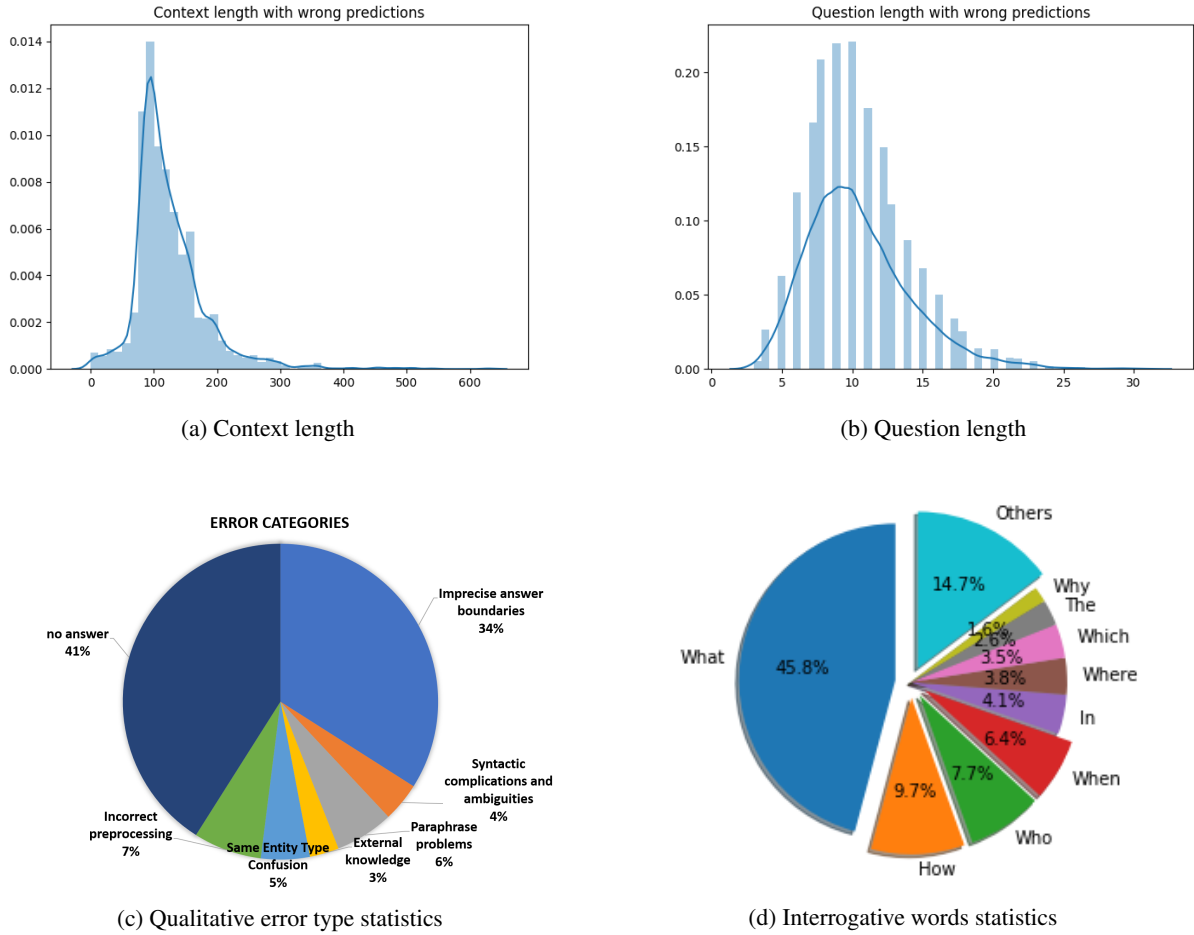 Context length with wrong predictions
0.014
0.012
0.010
0.008
0.006
0.004
0.002
0.000
0 100 200 300 400 500 600
(a) Context length
Question length with wrong predictions
0.20
0.15
0.10
0.05
0.00
0 5 10 15 20 25 30
(b) Question length
ERROR CATEGORIES
Imprecise answer
boundaries
34%
no answer
41%
Syntactic
complications and
ambiguities
4%
Paraphrase
problems
6%
External
knowledge
3%
Same Entity Type
Confusion
5%
Incorrect
preprocessing
7%
(c) Qualitative error type statistics
Others
14.7%
Why
1.6%
The
2.6%
Which
3.5%
Where
3.8%
In
4.1%
When
6.4%
Who
7.7%
How
9.7%
What
45.8%
(d) Interrogative words statistics